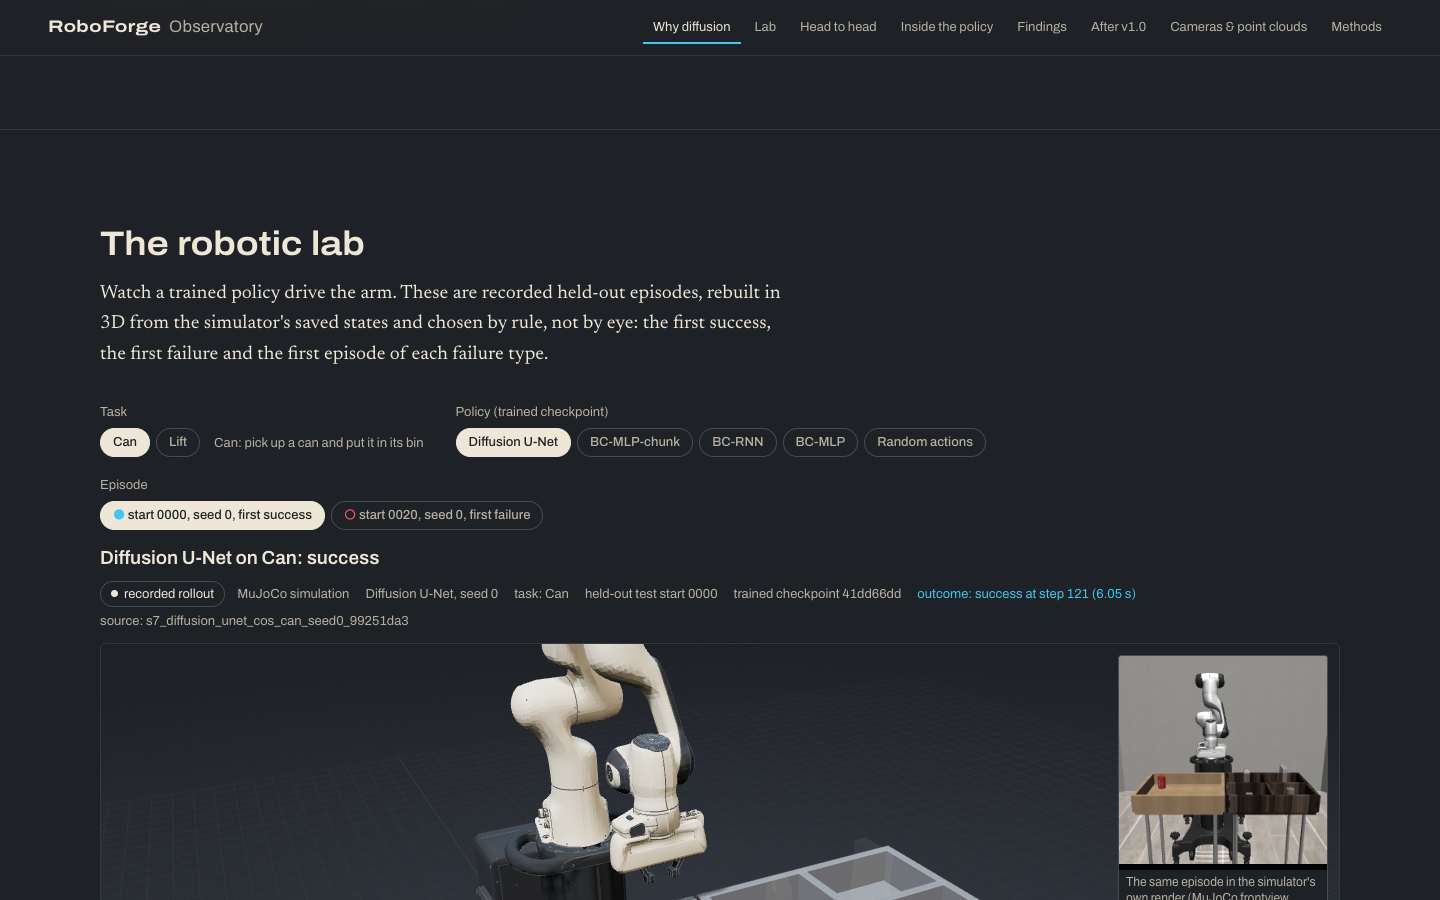 RoboForge Observatory
Why diffusion Lab Head to head Inside the policy Findings After v1.0 Cameras & point clouds Methods
The robotic lab
Watch a trained policy drive the arm. These are recorded held-out episodes, rebuilt in
3D from the simulator's saved states and chosen by rule, not by eye: the first success,
the first failure and the first episode of each failure type.
Task
Can Lift Can: pick up a can and put it in its bin
Policy (trained checkpoint)
Diffusion U-Net BC-MLP-chunk BC-RNN BC-MLP Random actions
Episode
start 0000, seed 0, first success start 0020, seed 0, first failure
Diffusion U-Net on Can: success
recorded rollout MuJoCo simulation Diffusion U-Net, seed 0 task: Can held-out test start 0000 trained checkpoint 41dd66dd outcome: success at step 121 (6.05 s)
source: s7_diffusion_unet_cos_can_seed0_99251da3
The same episode in the simulator's
own render (MuJoCo frontview